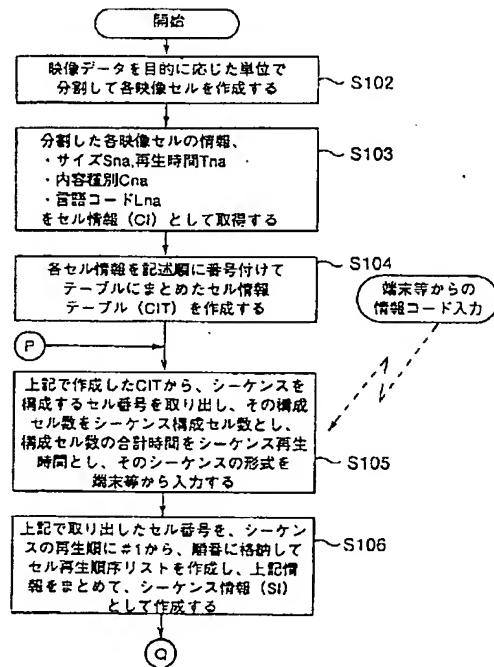 開始
映像データを目的に応じた単位で
分割して各映像セルを作成する
S102
分割した各映像セルの情報、
・サイズSna,再生時間Tna
・内容種別Cna
・言語コードLna
をセル情報（CI）として取得する
S103
各セル情報を記述順に番号付けて
テーブルにまとめたセル情報
テーブル（CIT）を作成する
S104
端末等からの
情報コード入力
P
上記で作成したCITから、シーケンスを
構成するセル番号を取り出し、その構成
セル数をシーケンス構成セル数とし、
構成セル数の合計時間をシーケンス再生
時間とし、そのシーケンスの形式を
端末等から入力する
S105
上記で取り出したセル番号を、シーケン
スの再生順に#1から、順番に格納して
セル再生順序リストを作成し、上記情
報をまとめて、シーケンス情報（SI）
として作成する
S106
Q